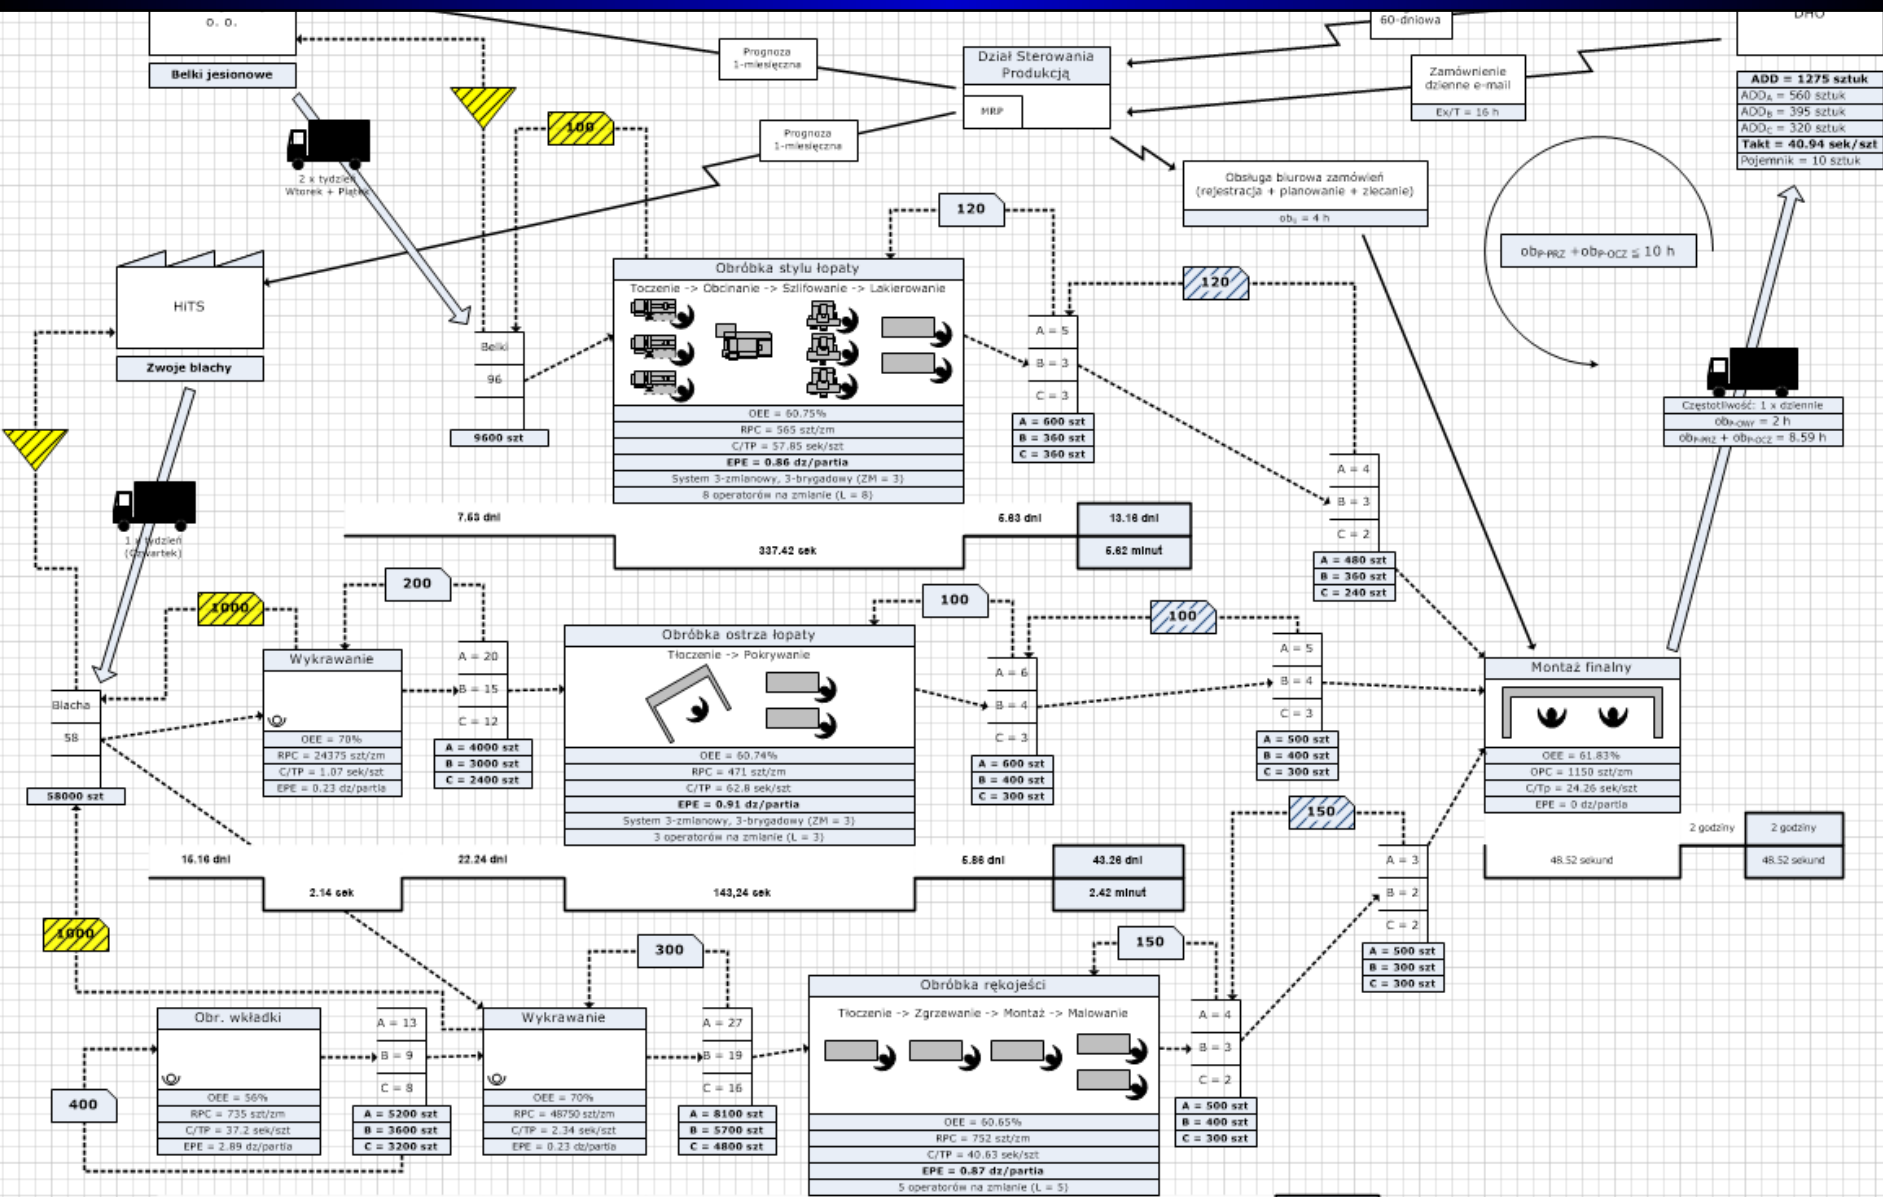 o. o.
Belki jesionowe
2 x tydzień
Wtorek + Piątek
100
Prognoza
1-miesięczna
Prognoza
1-miesięczna
Dział Sterowania
Produkcją
MRP
60-dniowa
Zamównienie
dzienne e-mail
Ex/T = 16 h
DHO
ADD = 1275 sztuk
ADDA = 560 sztuk
ADDB = 395 sztuk
ADDC = 320 sztuk
Takt = 40.94 sek/szt
Pojemnik = 10 sztuk
Obsługa biurowa zamówień
(rejestracja + planowanie + zlecanie)
= 4 h
obP-PRZ +obP-OCZ ≤ 10 h
Częstotliwość: 1 x dziennie
obP-OWY = 2 h
obP-PRZ + obP-OCZ = 8.59 h
HiTS
Zwoje blachy
1 x tydzień
(Czwartek)
Belki
96
9600 szt
Obróbka stylu łopaty
Toczenie -> Obcinanie -> Szlifowanie -> Lakierowanie
OEE = 60.75%
RPC = 565 szt/zm
C/TP = 57.85 sek/szt
EPE = 0.86 dz/partia
System 3-zmianowy, 3-brygadowy (ZM = 3)
8 operatorów na zmianie (L = 8)
120
A = 5
B = 3
C = 3
A = 600 szt
B = 360 szt
C = 360 szt
120
A = 4
B = 3
C = 2
A = 480 szt
B = 360 szt
C = 240 szt
7.53 dni
337.42 sek
5.63 dni
13.16 dni
5.62 minut
1000
200
Blacha
58
58000 szt
Wykrawanie
OEE = 70%
RPC = 24375 szt/zm
C/TP = 1.07 sek/szt
EPE = 0.23 dz/partia
A = 20
B = 15
C = 12
A = 4000 szt
B = 3000 szt
C = 2400 szt
Obróbka ostrza łopaty
Tłoczenie -> Pokrywanie
OEE = 60.74%
RPC = 471 szt/zm
C/TP = 62.8 sek/szt
EPE = 0.91 dz/partia
System 3-zmianowy, 3-brygadowy (ZM = 3)
3 operatorów na zmianie (L = 3)
100
A = 6
B = 4
C = 3
A = 600 szt
B = 400 szt
C = 300 szt
100
A = 5
B = 4
C = 3
A = 500 szt
B = 400 szt
C = 300 szt
Montaż finalny
OEE = 61.83%
OPC = 1150 szt/zm
C/Tp = 24.26 sek/szt
EPE = 0 dz/partia
48.52 sekund
2 godziny
2 godziny
48.52 sekund
16.16 dni
2.14 sek
22.24 dni
143,24 sek
5.86 dni
43.26 dni
2.42 minut
1000
400
Obr. wkładki
OEE = 56%
RPC = 735 szt/zm
C/TP = 37.2 sek/szt
EPE = 2.89 dz/partia
A = 13
B = 9
C = 8
A = 5200 szt
B = 3600 szt
C = 3200 szt
300
Wykrawanie
OEE = 70%
RPC = 48750 szt/zm
C/TP = 2.34 sek/szt
EPE = 0.23 dz/partia
A = 27
B = 19
C = 16
A = 8100 szt
B = 5700 szt
C = 4800 szt
150
Obróbka rękojeści
Tłoczenie -> Zgrzewanie -> Montaż -> Malowanie
OEE = 60.65%
RPC = 752 szt/zm
C/TP = 40.63 sek/szt
EPE = 0.87 dz/partia
5 operatorów na zmianie (L = 5)
A = 4
B = 3
C = 2
A = 500 szt
B = 400 szt
C = 300 szt
150
A = 3
B = 2
C = 2
A = 500 szt
B = 300 szt
C = 300 szt